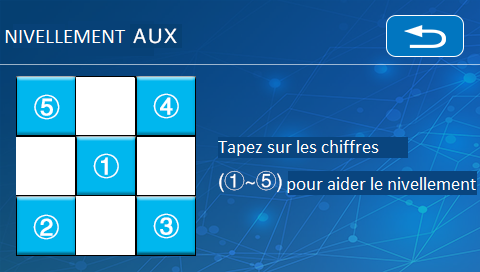 NIVELLEMENT AUX
⑤ ④
①
② ③
Tapez sur les chiffres
(①~⑤) pour aider le nivellement